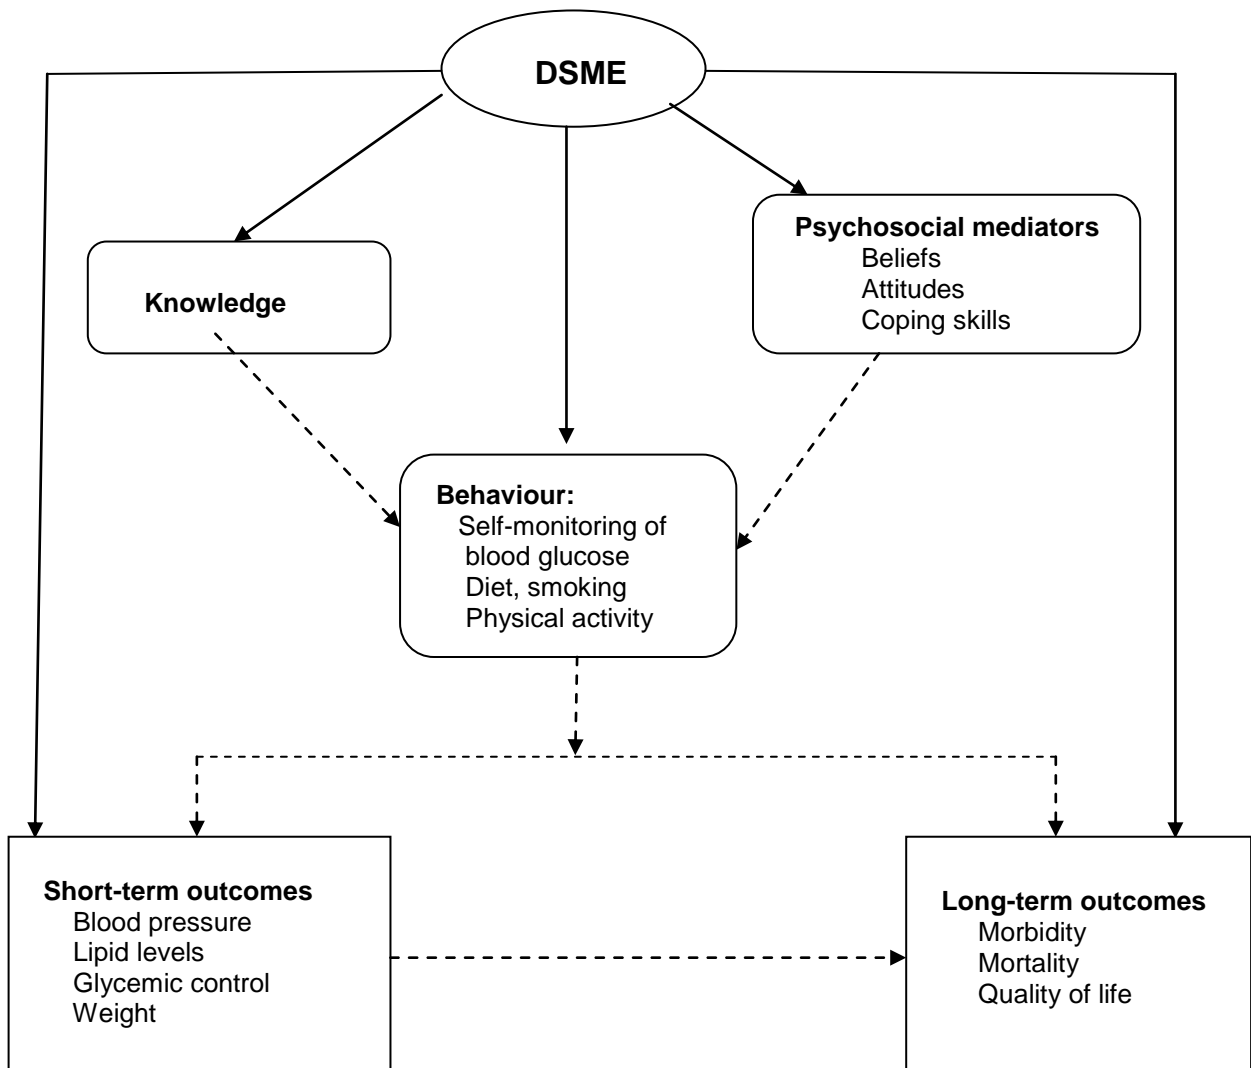 DSME
Psychosocial mediators
Beliefs
Attitudes
Coping skills
Knowledge
Behaviour:
Self-monitoring of
blood glucose
Diet, smoking
Physical activity
Short-term outcomes
Blood pressure
Lipid levels
Glycemic control
Weight
Long-term outcomes
Morbidity
Mortality
Quality of life